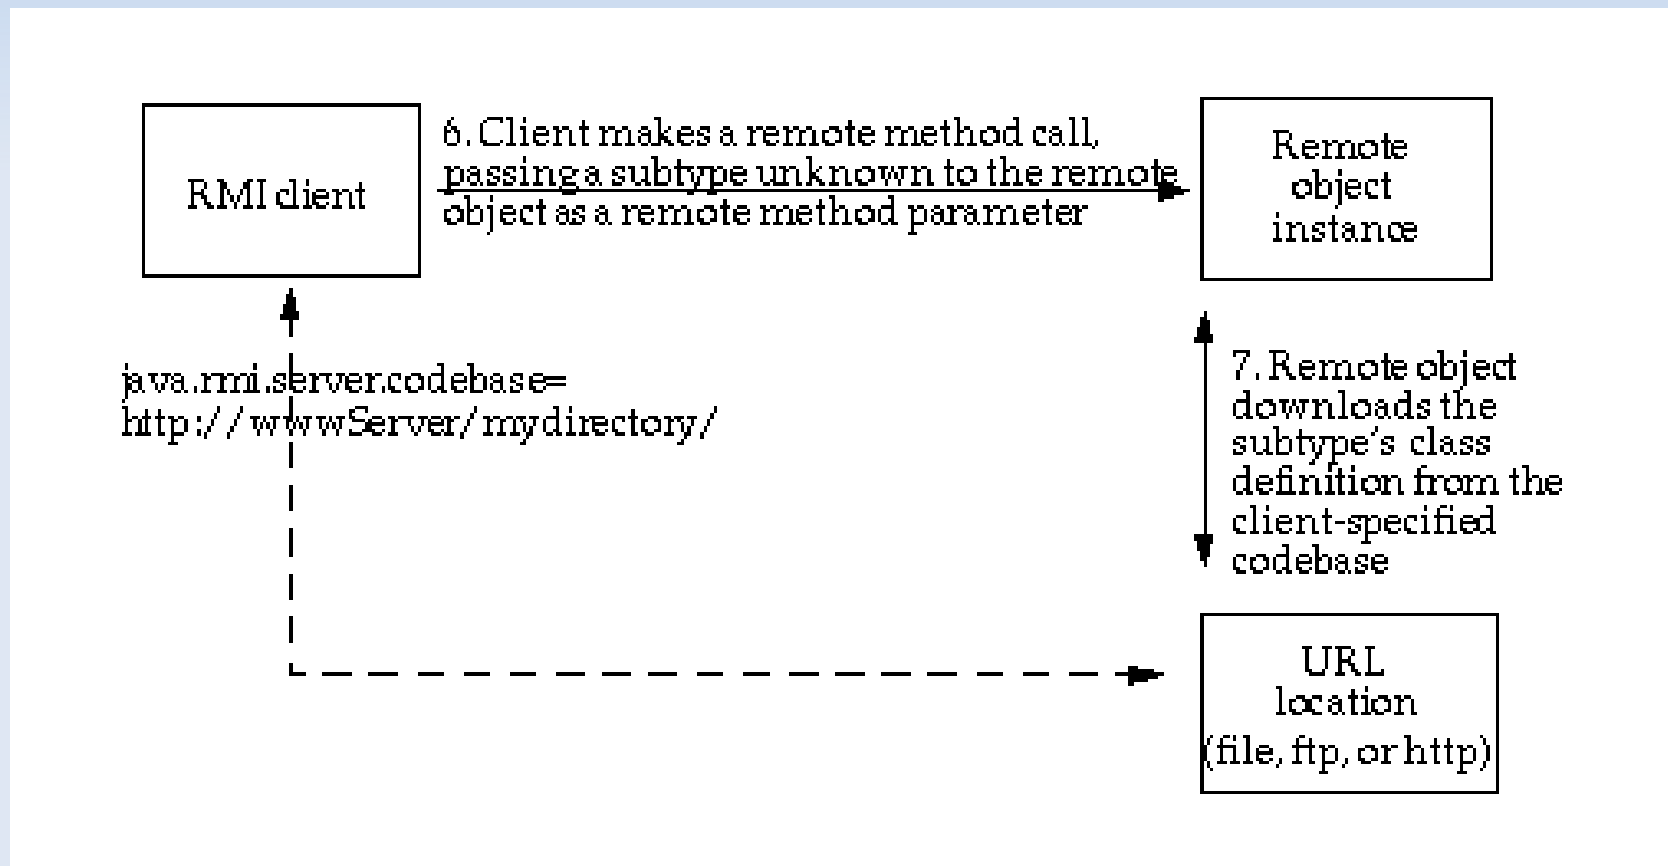 RMI client
6. Client makes a remote method call,
passing a subtype unknown to the remote
object as a remote method parameter
Remote
object
instance
java.rmi.server.codebase=
http://wwwServer/mydirectory/
7. Remote object
downloads the
subtype's class
definition from the
client-specified
codebase
URL
location
(file, ftp, or http)